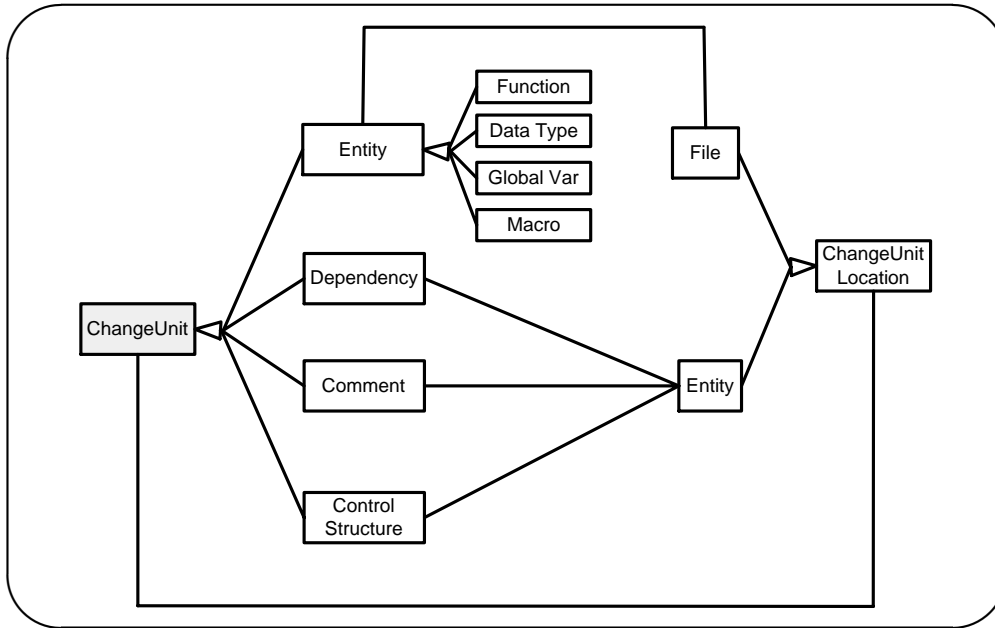 Function
Entity
Data Type
File
Global Var
Macro
ChangeUnit
Location
Dependency
ChangeUnit
Comment
Entity
Control
Structure